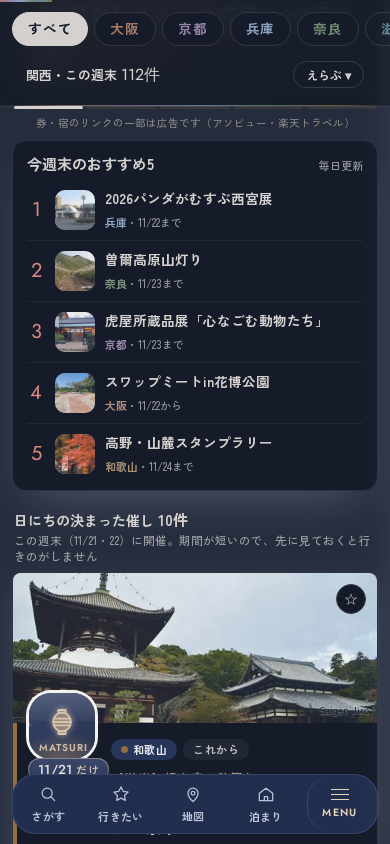 すべて
大阪
京都
兵庫
奈良
関西・この週末 112件
えらぶ ▾
券・宿のリンクの一部は広告です（アソビュー・楽天トラベル）
今週末のおすすめ5
毎日更新
1
2026パンダがむすぶ西宮展
兵庫・11/22まで
2
曽爾高原山灯り
奈良・11/23まで
3
虎屋所蔵品展「心なごむ動物たち」
京都・11/23まで
4
スワップミートin花博公園
大阪・11/22から
5
高野・山麓スタンプラリー
和歌山・11/24まで
日にちの決まった催し 10件
この週末（11/21・22）に開催。期間が短いので、先に見ておくと行
きのがしません
☆
MATSURI
和歌山
これから
11/21 だけ
さがす
行きたい
地図
泊まり
MENU